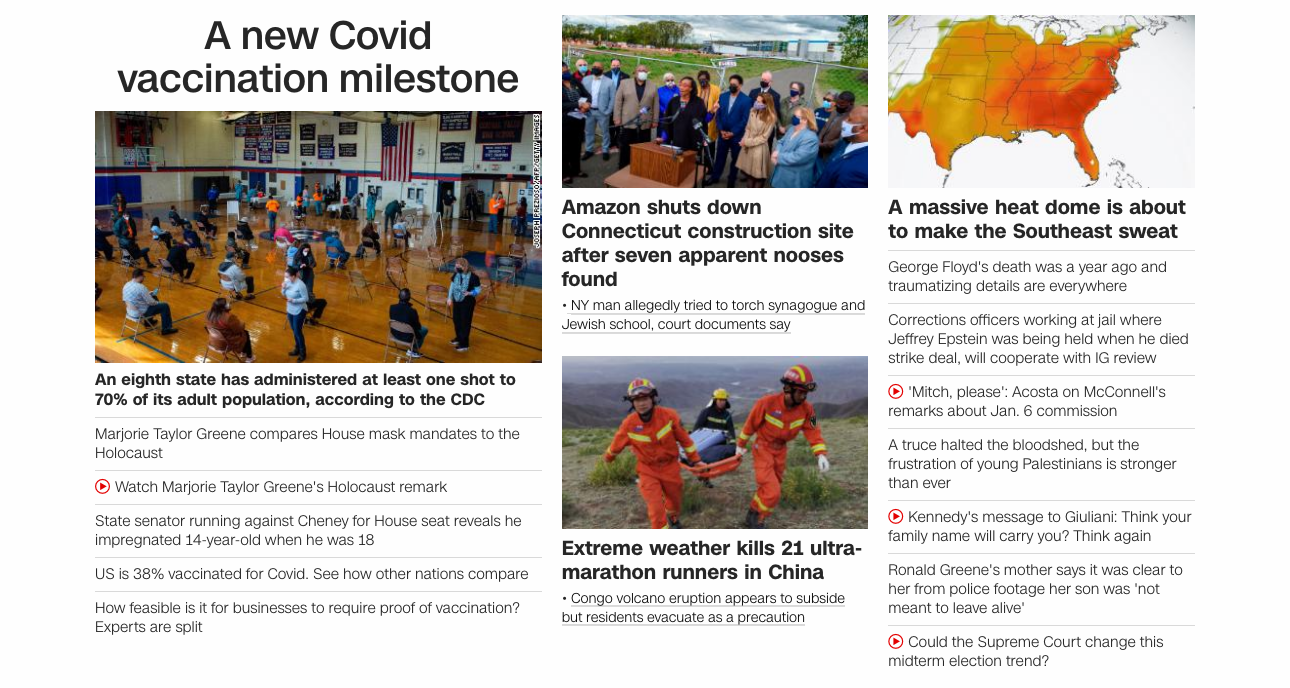 A new Covid
vaccination milestone
JOSEPH PREZIOSO/AFP/GETTY IMAGES
An eighth state has administered at least one shot to
70% of its adult population, according to the CDC
Marjorie Taylor Greene compares House mask mandates to the
Holocaust
Watch Marjorie Taylor Greene's Holocaust remark
State senator running against Cheney for House seat reveals he
impregnated 14-year-old when he was 18
US is 38% vaccinated for Covid. See how other nations compare
How feasible is it for businesses to require proof of vaccination?
Experts are split
Amazon shuts down
Connecticut construction site
after seven apparent nooses
found
• NY man allegedly tried to torch synagogue and
Jewish school, court documents say
Extreme weather kills 21 ultra-
marathon runners in China
• Congo volcano eruption appears to subside
but residents evacuate as a precaution
A massive heat dome is about
to make the Southeast sweat
George Floyd's death was a year ago and
traumatizing details are everywhere
Corrections officers working at jail where
Jeffrey Epstein was being held when he died
strike deal, will cooperate with IG review
'Mitch, please': Acosta on McConnell's
remarks about Jan. 6 commission
A truce halted the bloodshed, but the
frustration of young Palestinians is stronger
than ever
Kennedy's message to Giuliani: Think your
family name will carry you? Think again
Ronald Greene's mother says it was clear to
her from police footage her son was 'not
meant to leave alive'
Could the Supreme Court change this
midterm election trend?